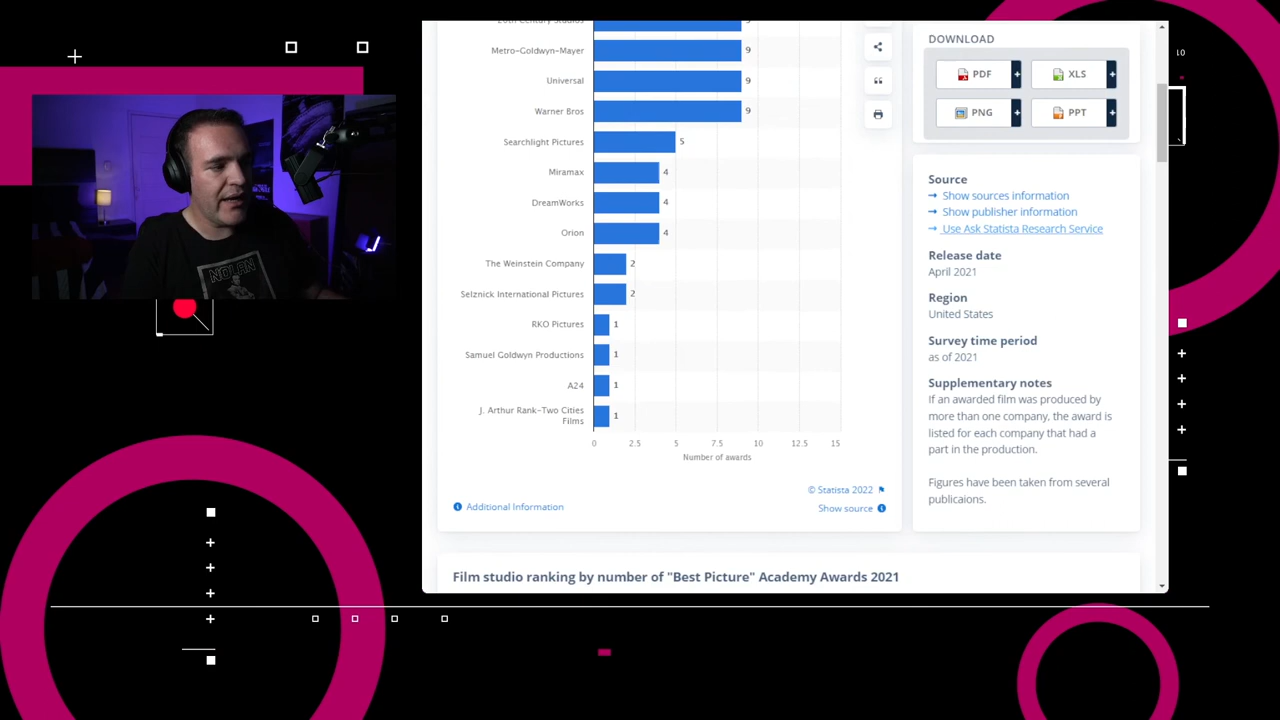 20th Century Studios
Metro-Goldwyn-Mayer 9
Universal 9
Warner Bros 9
Searchlight Pictures 5
Miramax 4
DreamWorks 4
Orion 4
The Weinstein Company 2
Selznick International Pictures 2
RKO Pictures 1
Samuel Goldwyn Productions 1
A24 1
J. Arthur Rank-Two Cities
Films 1
0 2.5 5 7.5 10 12.5 15
Number of awards
© Statista 2022
Additional Information
Show source
Film studio ranking by number of "Best Picture" Academy Awards 2021
DOWNLOAD
PDF + XLS +
PNG + PPT +
Source
→ Show sources information
→ Show publisher information
→ Use Ask Statista Research Service
Release date
April 2021
Region
United States
Survey time period
as of 2021
Supplementary notes
If an awarded film was produced by
more than one company, the award is
listed for each company that had a
part in the production.
Figures have been taken from several
publicaions.
10
NOLAN